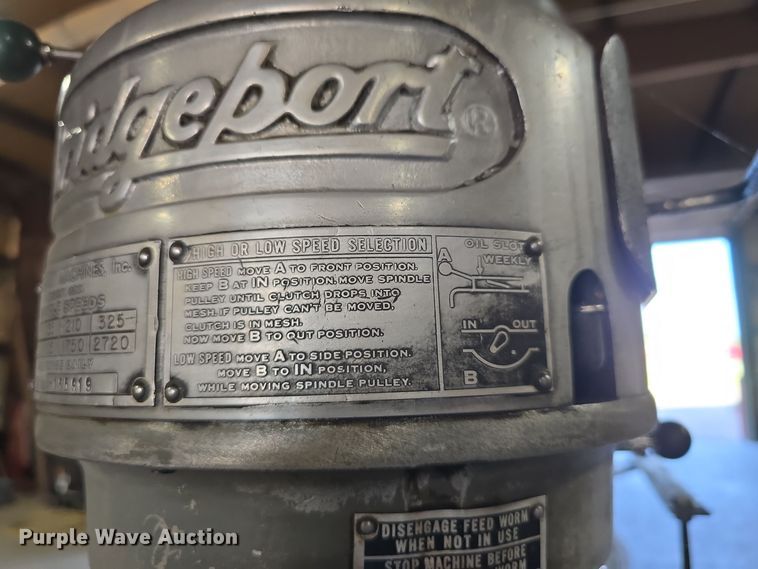 idgeport ®
MACHINES, Inc.
SPEEDS
210 325
1750 2720
HIGH OR LOW SPEED SELECTION
HIGH SPEED MOVE A TO FRONT POSITION.
KEEP B AT IN POSITION. MOVE SPINDLE
PULLEY UNTIL CLUTCH DROPS INTO
MESH. IF PULLEY CAN'T BE MOVED.
CLUTCH IS IN MESH.
NOW MOVE B TO OUT POSITION.
LOW SPEED MOVE A TO SIDE POSITION.
MOVE B TO IN POSITION,
WHILE MOVING SPINDLE PULLEY.
OIL SLOT
A WEEKLY
IN OUT
B
DISENGAGE FEED WORM
WHEN NOT IN USE
STOP MACHINE BEFORE
WORM
Purple Wave Auction